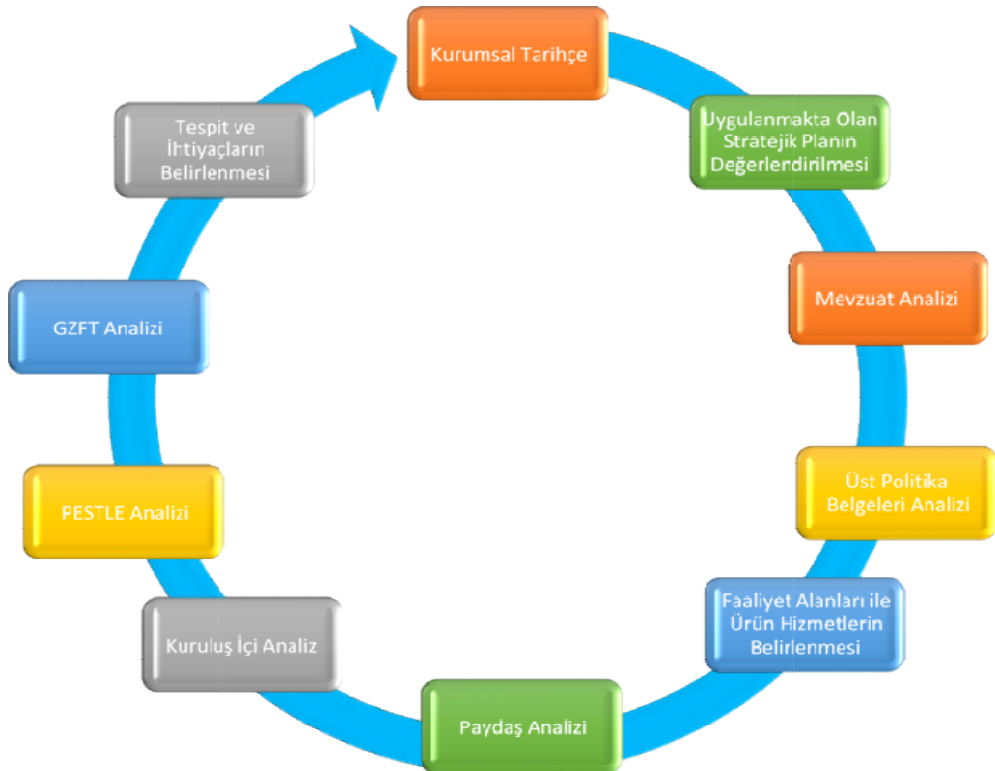 Kurumsal Tarihçe
Uygulanmakta Olan
Stratejik Planın
Değerlendirilmesi
Mevzuat Analizi
Üst Politika
Belgeleri Analizi
Faaliyet Alanları ile
Ürün Hizmetlerin
Belirlenmesi
Paydaş Analizi
Kuruluş İçi Analiz
PESTLE Analizi
GZFT Analizi
Tespit ve
İhtiyaçların
Belirlenmesi